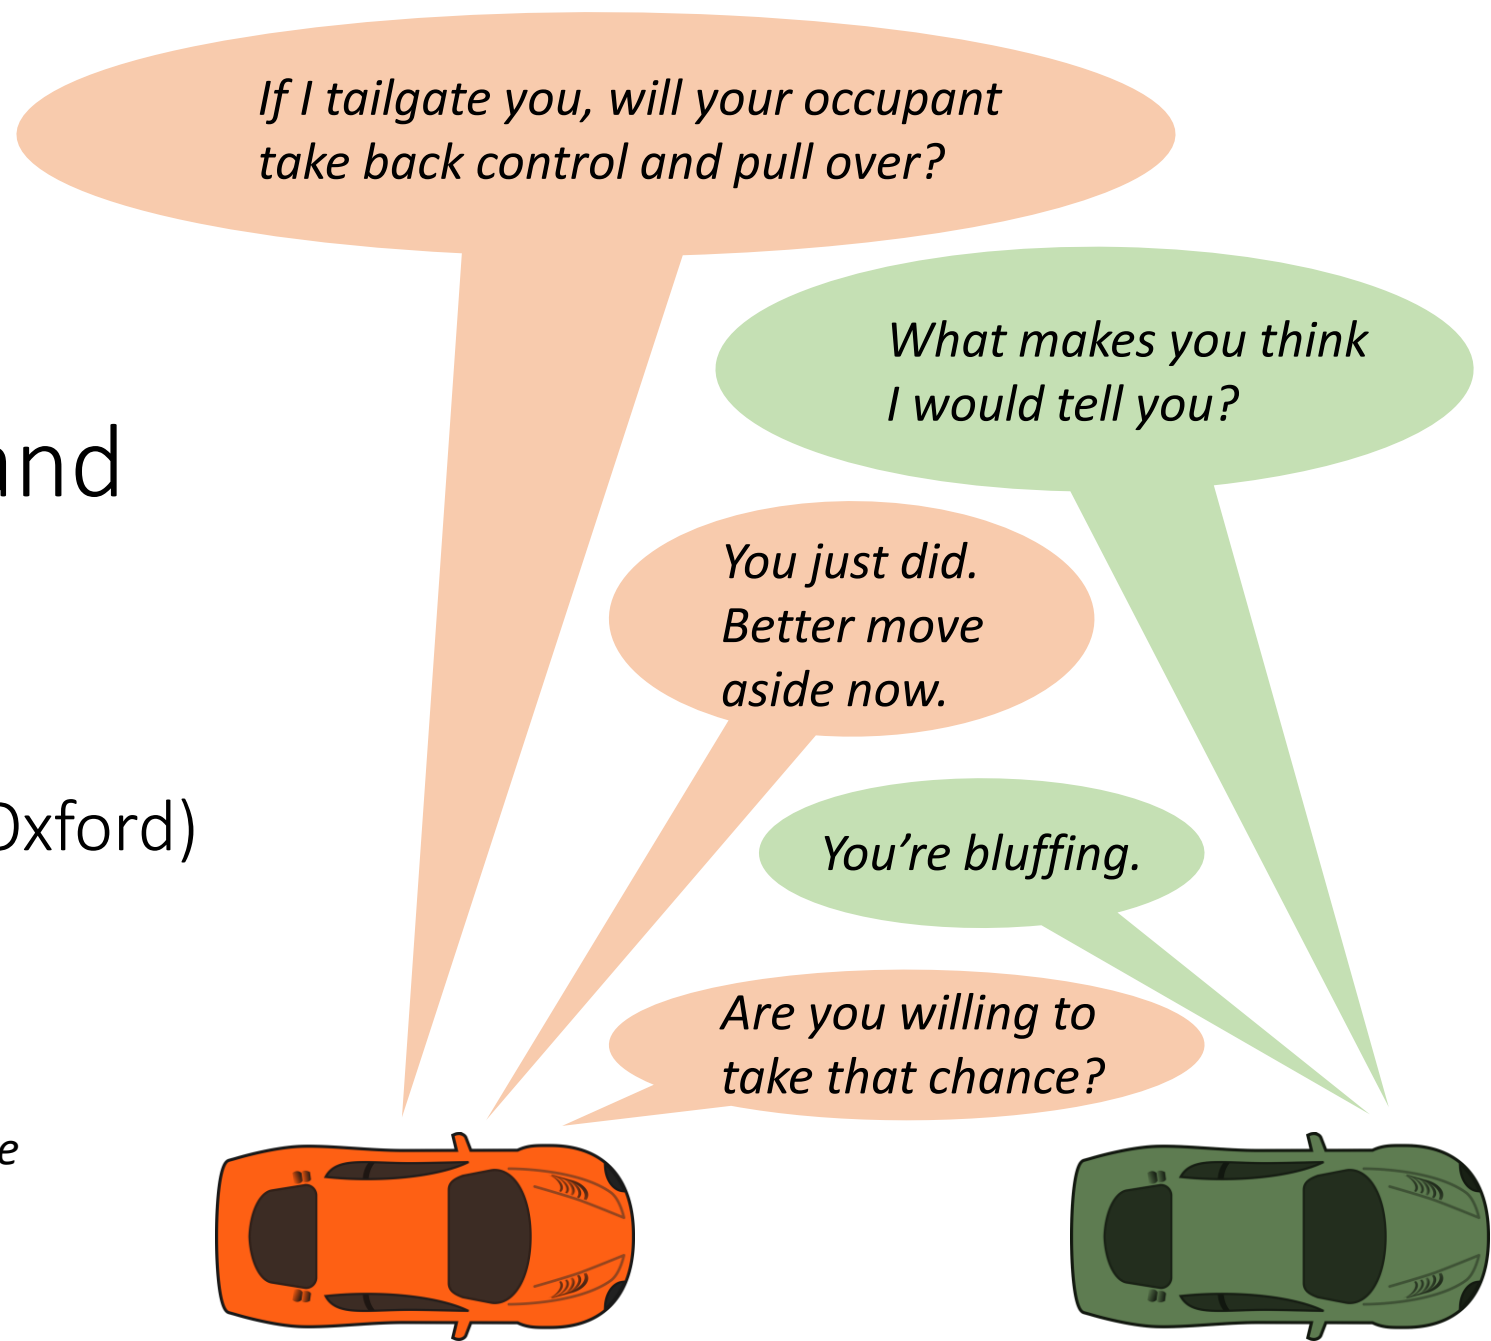 If I tailgate you, will your occupant
take back control and pull over?
What makes you think
I would tell you?
and
You just did.
Better move
aside now.
Oxford)
You’re bluffing.
Are you willing to
take that chance?
e